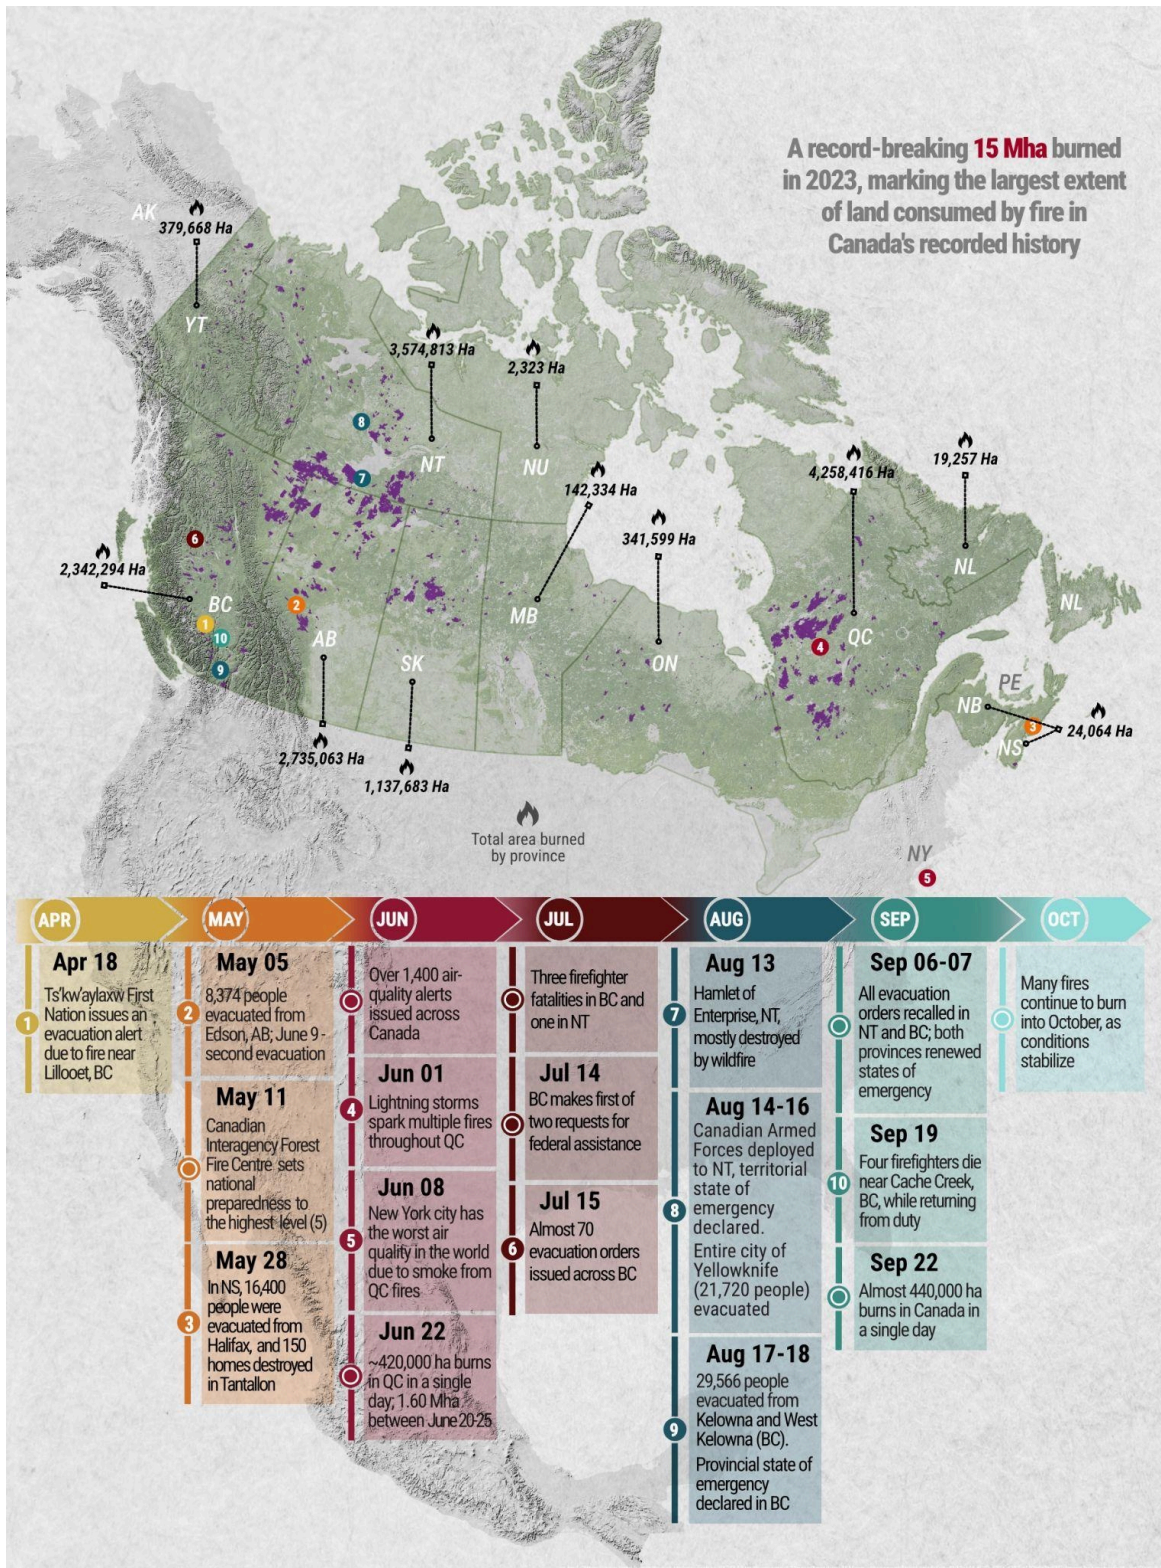 A record-breaking 15 Mha burned
in 2023, marking the largest extent
of land consumed by fire in
Canada's recorded history
AK
379,668 Ha
YT
3,574,813 Ha
NT
2,323 Ha
NU
142,334 Ha
MB
341,599 Ha
ON
4,258,416 Ha
QC
19,257 Ha
NL
NL
8
7
6
2,342,294 Ha
BC
1
10
9
2
AB
SK
4
PE
NB
3
NS
24,064 Ha
2,735,063 Ha
1,137,683 Ha
Total area burned
by province
NY
5
APR
MAY
JUN
JUL
AUG
SEP
OCT
1
Apr 18
Ts'kw'aylaxw First
Nation issues an
evacuation alert
due to fire near
Lillooet, BC
2
May 05
8,374 people
evacuated from
Edson, AB; June 9 -
second evacuation
May 11
Canadian
Interagency Forest
Fire Centre sets
national
preparedness to
the highest level (5)
3
May 28
In NS, 16,400
people were
evacuated from
Halifax, and 150
homes destroyed
in Tantallon
Over 1,400 air-
quality alerts
issued across
Canada
4
Jun 01
Lightning storms
spark multiple fires
throughout QC
5
Jun 08
New York city has
the worst air
quality in the world
due to smoke from
QC fires
Jun 22
~420,000 ha burns
in QC in a single
day; 1.60 Mha
between June 20-25
Three firefighter
fatalities in BC and
one in NT
Jul 14
BC makes first of
two requests for
federal assistance
6
Jul 15
Almost 70
evacuation orders
issued across BC
7
Aug 13
Hamlet of
Enterprise, NT,
mostly destroyed
by wildfire
8
Aug 14-16
Canadian Armed
Forces deployed
to NT, territorial
state of
emergency
declared.
Entire city of
Yellowknife
(21,720 people)
evacuated
9
Aug 17-18
29,566 people
evacuated from
Kelowna and West
Kelowna (BC).
Provincial state of
emergency
declared in BC
Sep 06-07
All evacuation
orders recalled in
NT and BC; both
provinces renewed
states of
emergency
10
Sep 19
Four firefighters die
near Cache Creek,
BC, while returning
from duty
Sep 22
Almost 440,000 ha
burns in Canada in
a single day
Many fires
continue to burn
into October, as
conditions
stabilize